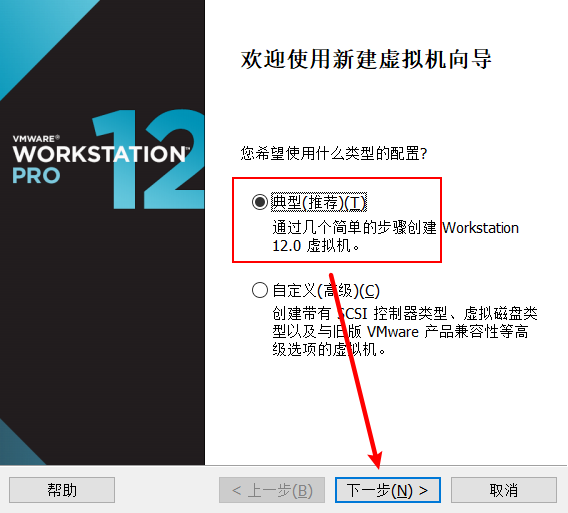 欢迎使用新建虚拟机向导
VMWARE®
WORKSTATION™
PRO
12
您希望使用什么类型的配置?
典型(推荐)(T)
通过几个简单的步骤创建 Workstation
12.0 虚拟机。
自定义(高级)(C)
创建带有 SCSI 控制器类型、虚拟磁盘类
型以及与旧版 VMware 产品兼容性等高
级选项的虚拟机。
帮助
< 上一步(B)
下一步(N) >
取消